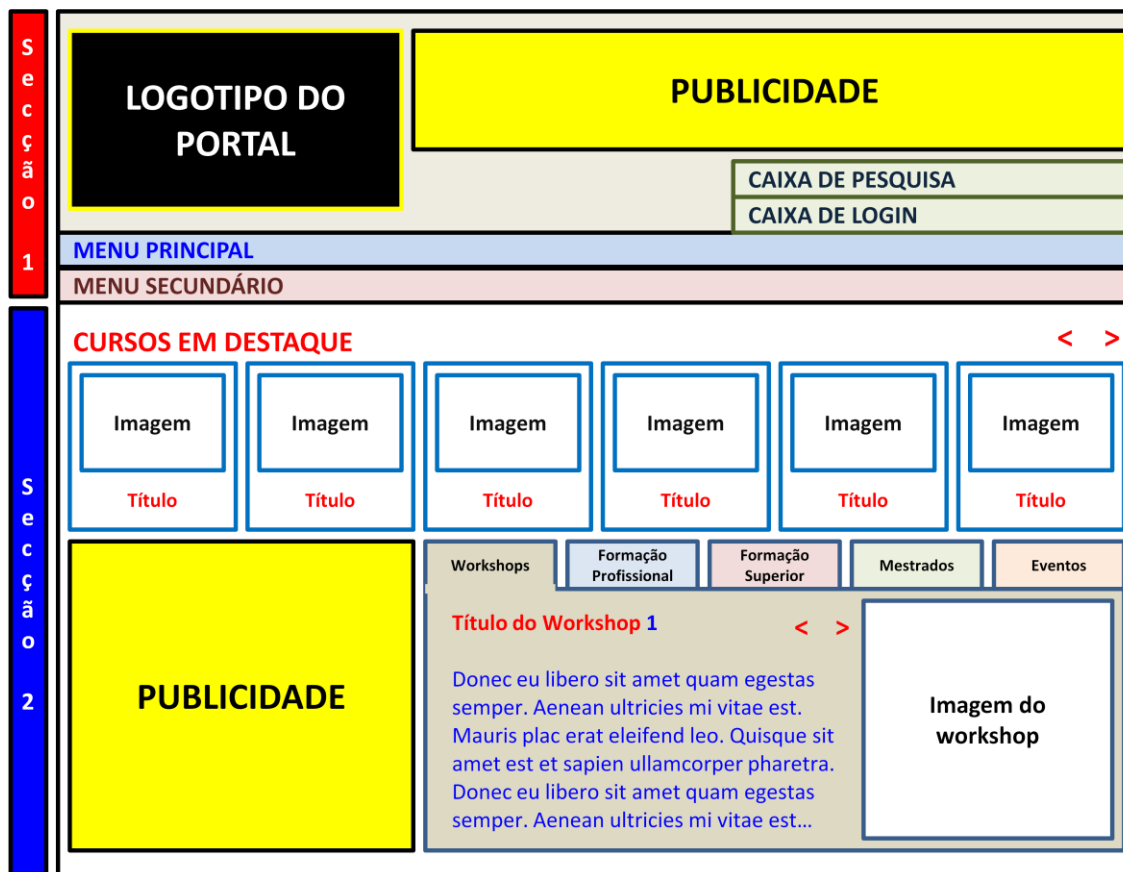 Secção 1
LOGOTIPO DO
PORTAL
PUBLICIDADE
CAIXA DE PESQUISA
CAIXA DE LOGIN
MENU PRINCIPAL
MENU SECUNDÁRIO
Secção 2
CURSOS EM DESTAQUE
< >
Imagem
Título
Imagem
Título
Imagem
Título
Imagem
Título
Imagem
Título
Imagem
Título
PUBLICIDADE
Workshops
Formação
Profissional
Formação
Superior
Mestrados
Eventos
Título do Workshop 1
< >
Donec eu libero sit amet quam egestas
semper. Aenean ultricies mi vitae est.
Mauris plac erat eleifend leo. Quisque sit
amet est et sapien ullamcorper pharetra.
Donec eu libero sit amet quam egestas
semper. Aenean ultricies mi vitae est...
Imagem do
workshop